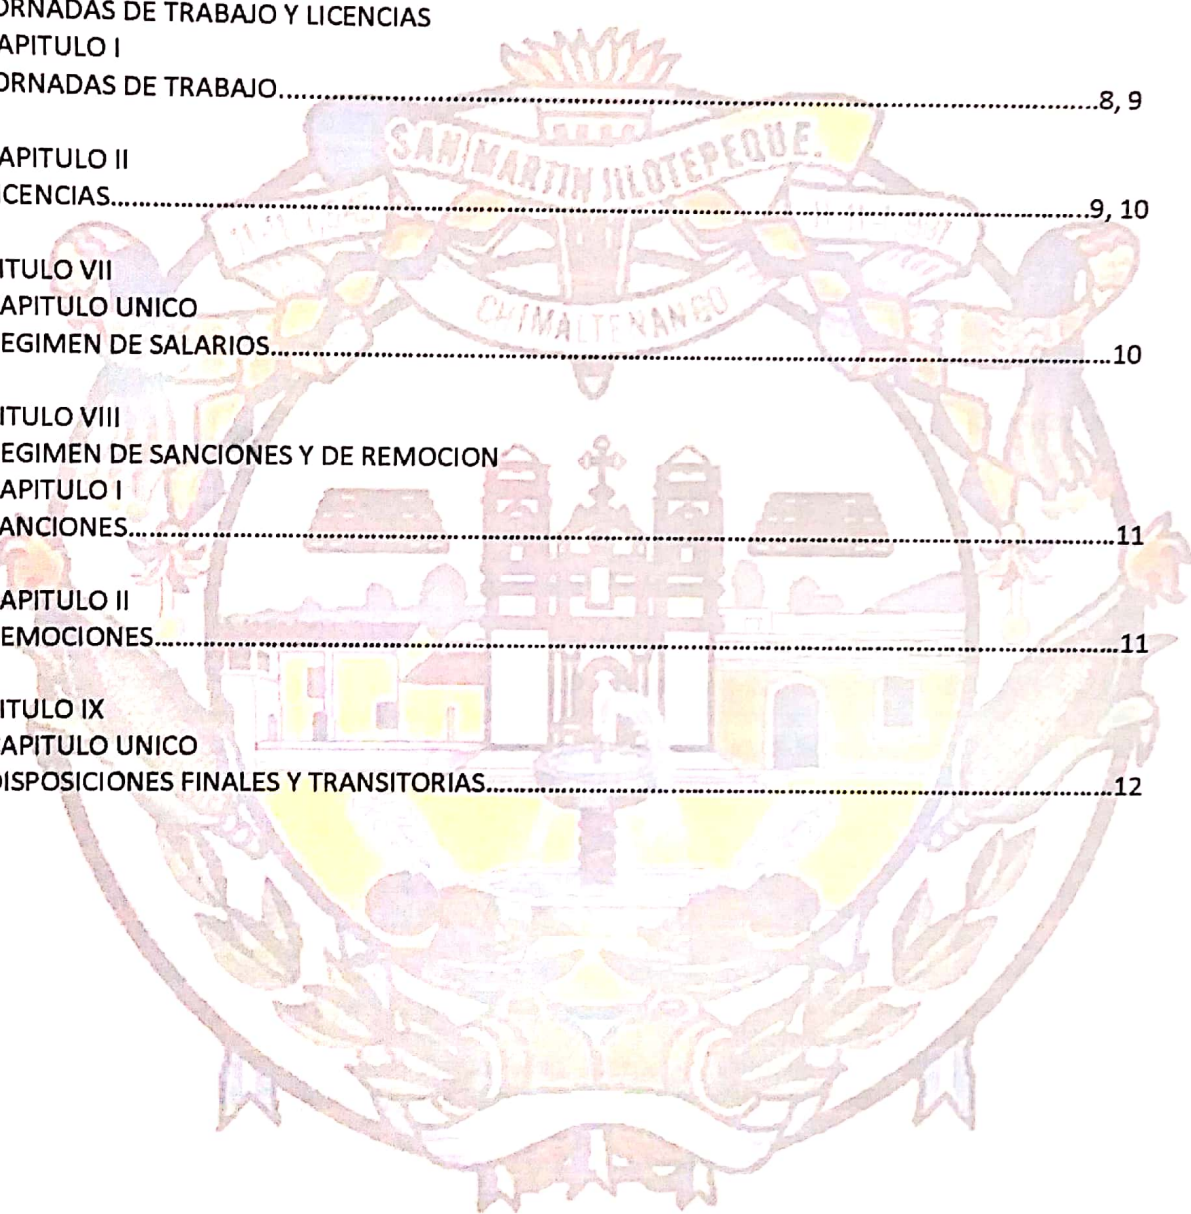 ORNADAS DE TRABAJO Y LICENCIAS
APITULO I
ORNADAS DE TRABAJO.......8, 9
APITULO II
ICENCIAS.......9, 10
ITULO VII
APITULO UNICO
EGIMEN DE SALARIOS.......10
ITULO VIII
EGIMEN DE SANCIONES Y DE REMOCION
APITULO I
ANCIONES.......11
APITULO II
EMOCIONES.......11
ITULO IX
CAPITULO UNICO
DISPOSICIONES FINALES Y TRANSITORIAS.......12
SAN MARTIN JILOTEPEQUE.
CHIMALTENANGO